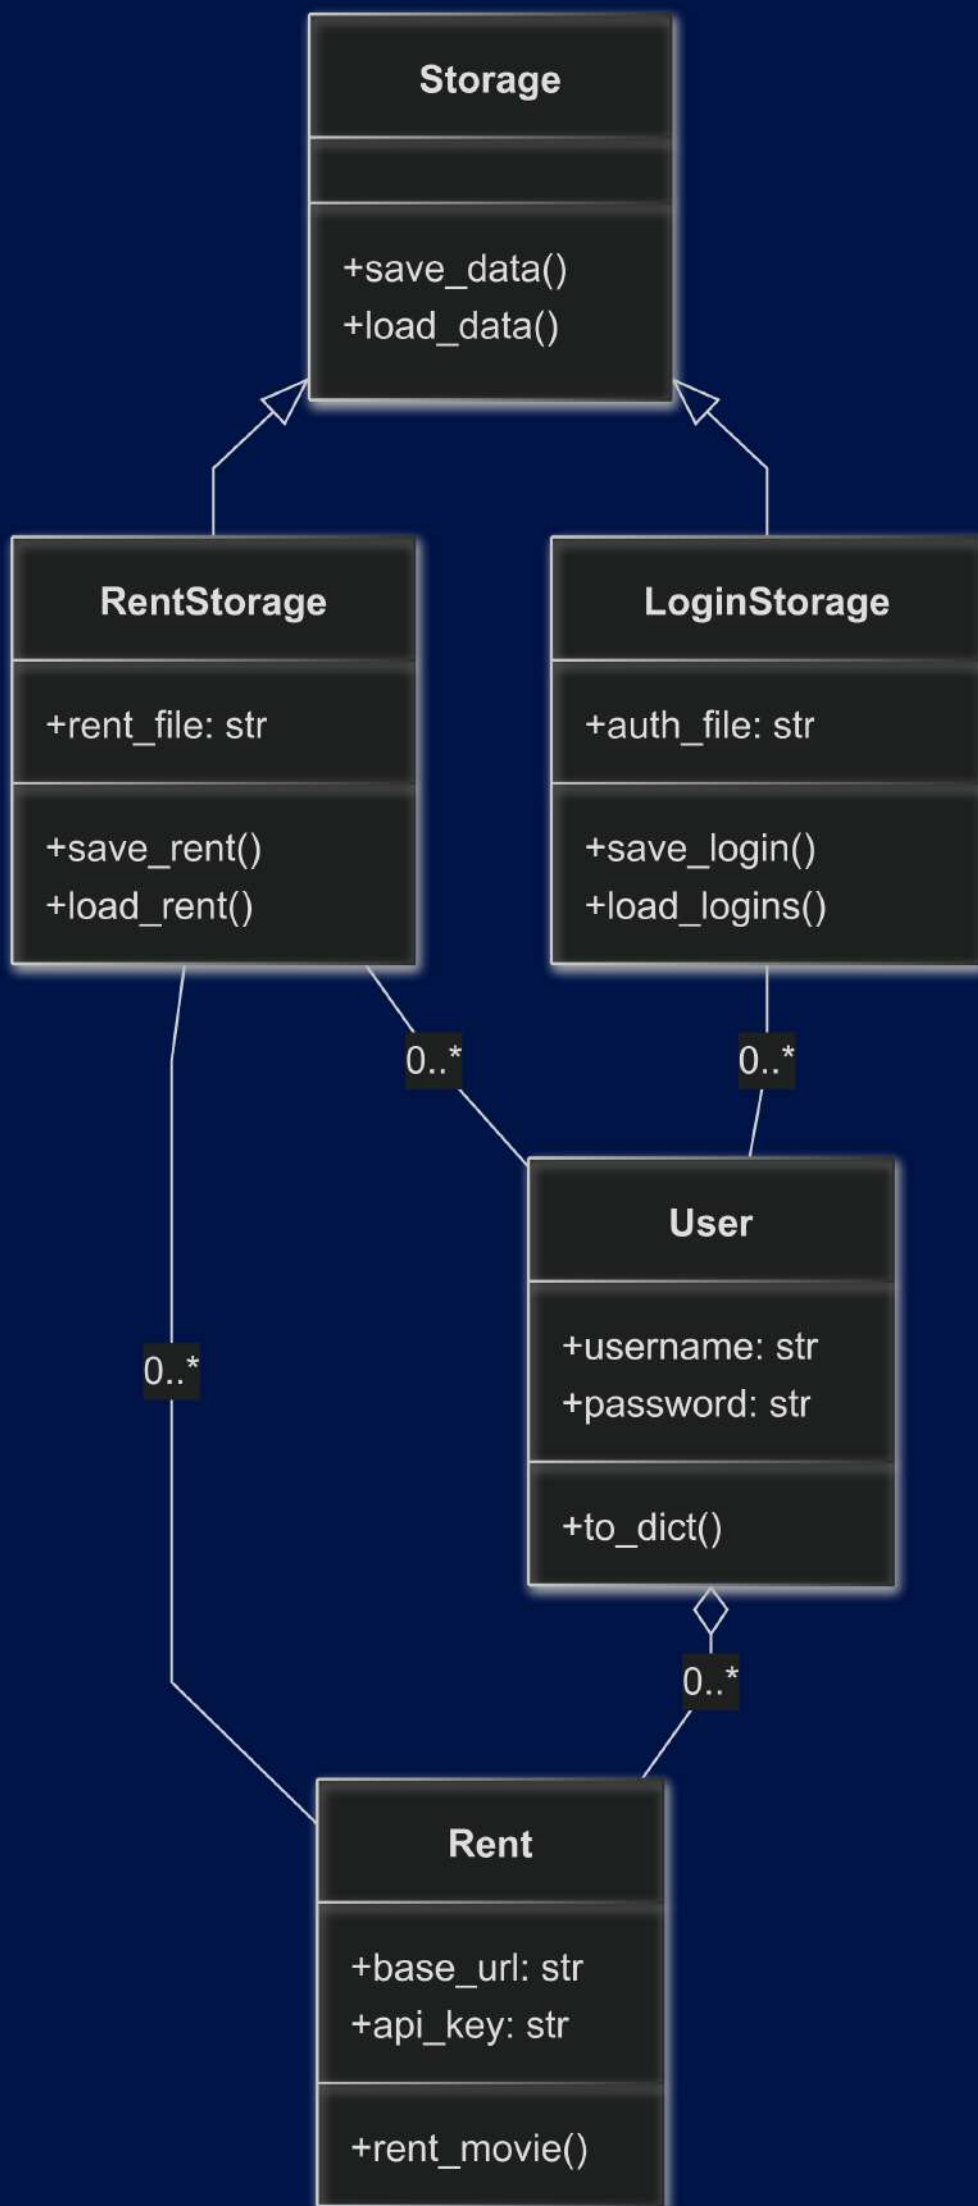 Storage
+save_data()
+load_data()
RentStorage
+rent_file: str
+save_rent()
+load_rent()
LoginStorage
+auth_file: str
+save_login()
+load_logins()
0..*
0..*
User
+username: str
+password: str
+to_dict()
0..*
0..*
Rent
+base_url: str
+api_key: str
+rent_movie()